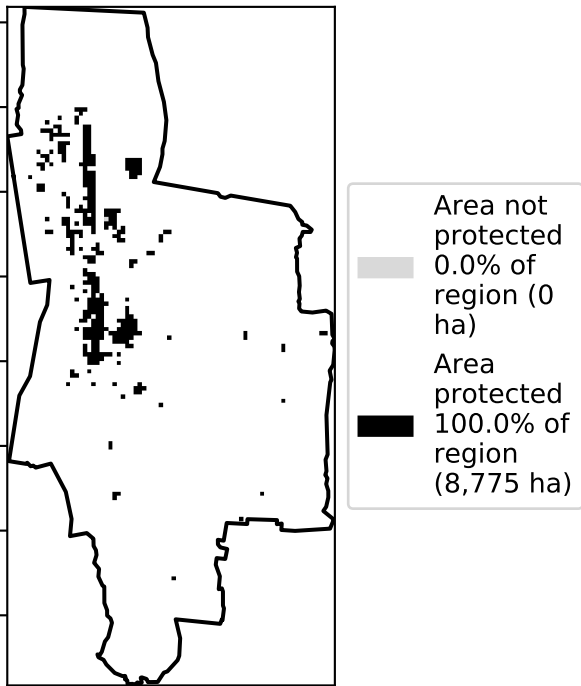 Area not
protected
0.0% of
region (0
ha)
Area
protected
100.0% of
region
(8,775 ha)